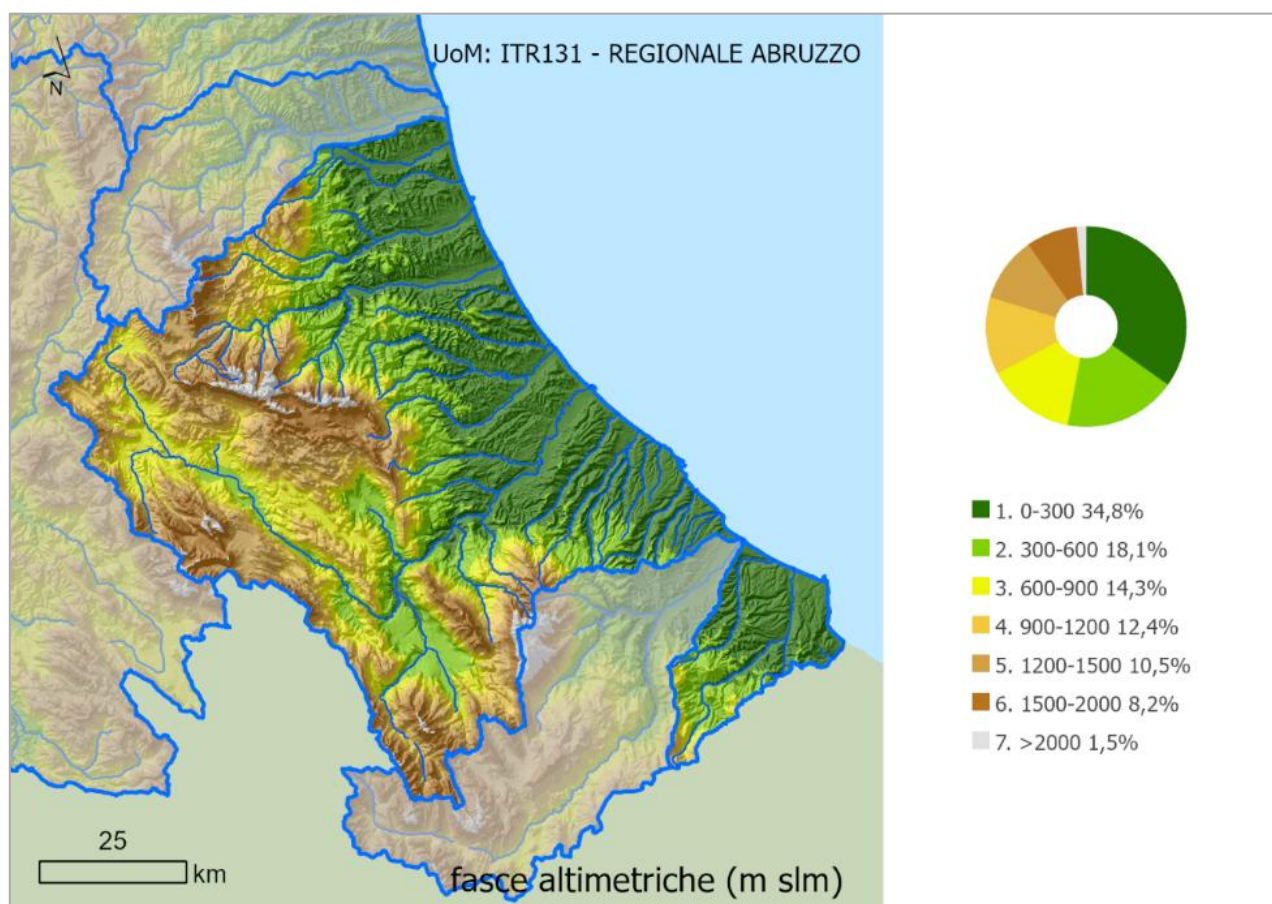 UoM: ITR131 - REGIONALE ABRUZZO
N
1. 0-300 34,8%
2. 300-600 18,1%
3. 600-900 14,3%
4. 900-1200 12,4%
5. 1200-1500 10,5%
6. 1500-2000 8,2%
7. >2000 1,5%
25
km
fasce altimetriche (m slm)